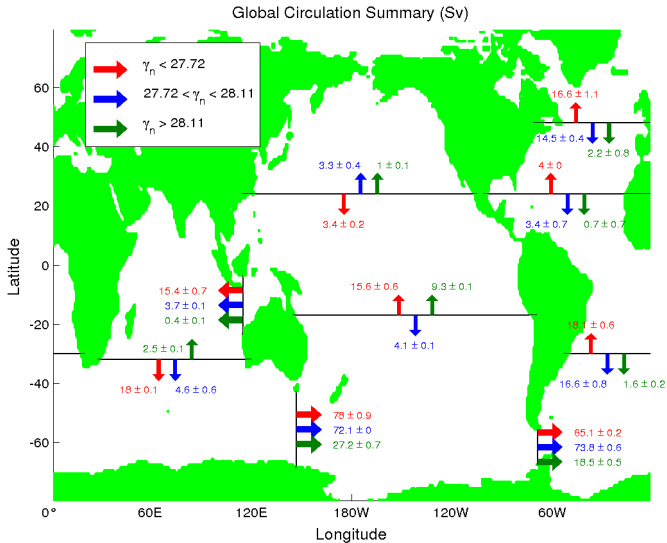 Global Circulation Summary (Sv)
γn < 27.72
27.72 < γn < 28.11
γn > 28.11
16.6 ± 1.1
14.5 ± 0.4
2.2 ± 0.8
3.3 ± 0.4
1 ± 0.1
4 ± 0
3.4 ± 0.2
3.4 ± 0.7
0.7 ± 0.7
15.4 ± 0.7
3.7 ± 0.1
0.4 ± 0.1
15.6 ± 0.6
9.3 ± 0.1
4.1 ± 0.1
18.1 ± 0.6
16.6 ± 0.8
1.6 ± 0.2
2.5 ± 0.1
18 ± 0.1
4.6 ± 0.6
78 ± 0.9
72.1 ± 0
27.2 ± 0.7
65.1 ± 0.2
73.8 ± 0.6
18.5 ± 0.5
60
40
20
0
-20
-40
-60
Latitude
0°
60E
120E
180W
120W
60W
Longitude